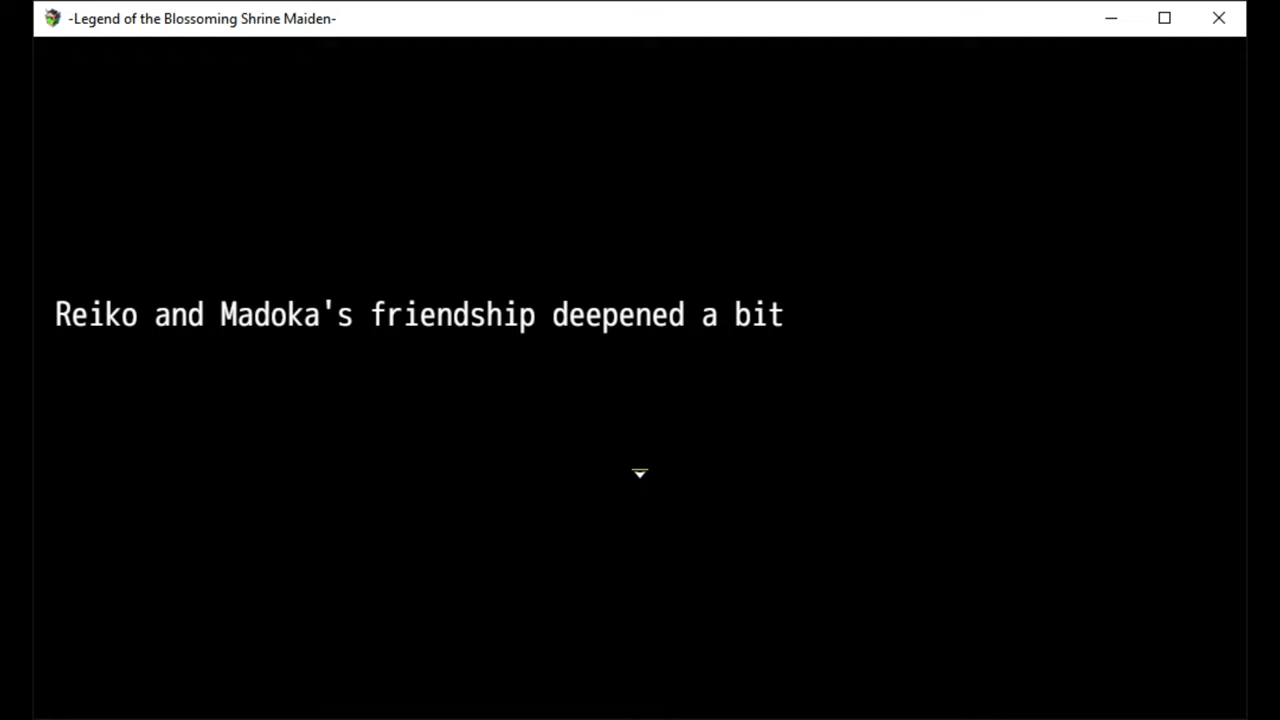 -Legend of the Blossoming Shrine Maiden-
Reiko and Madoka's friendship deepened a bit